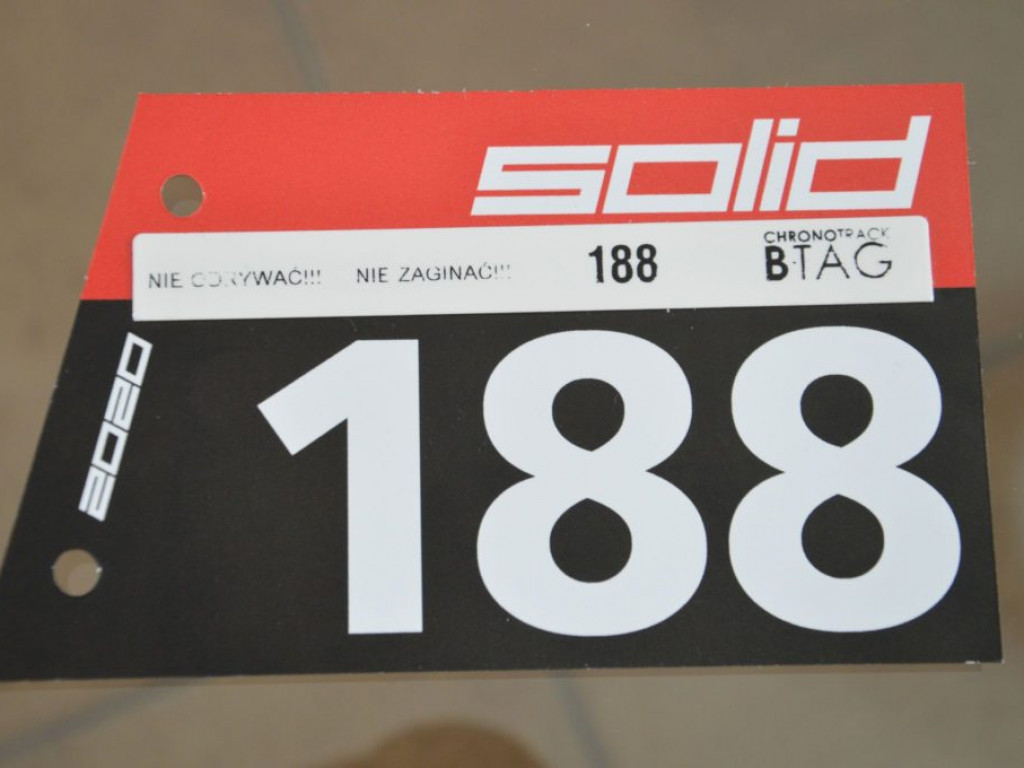 solid
NIE ODRYWAĆ!!! NIE ZAGINAĆ!!! 188 CHRONOTRACK
B·TAG
2020
188